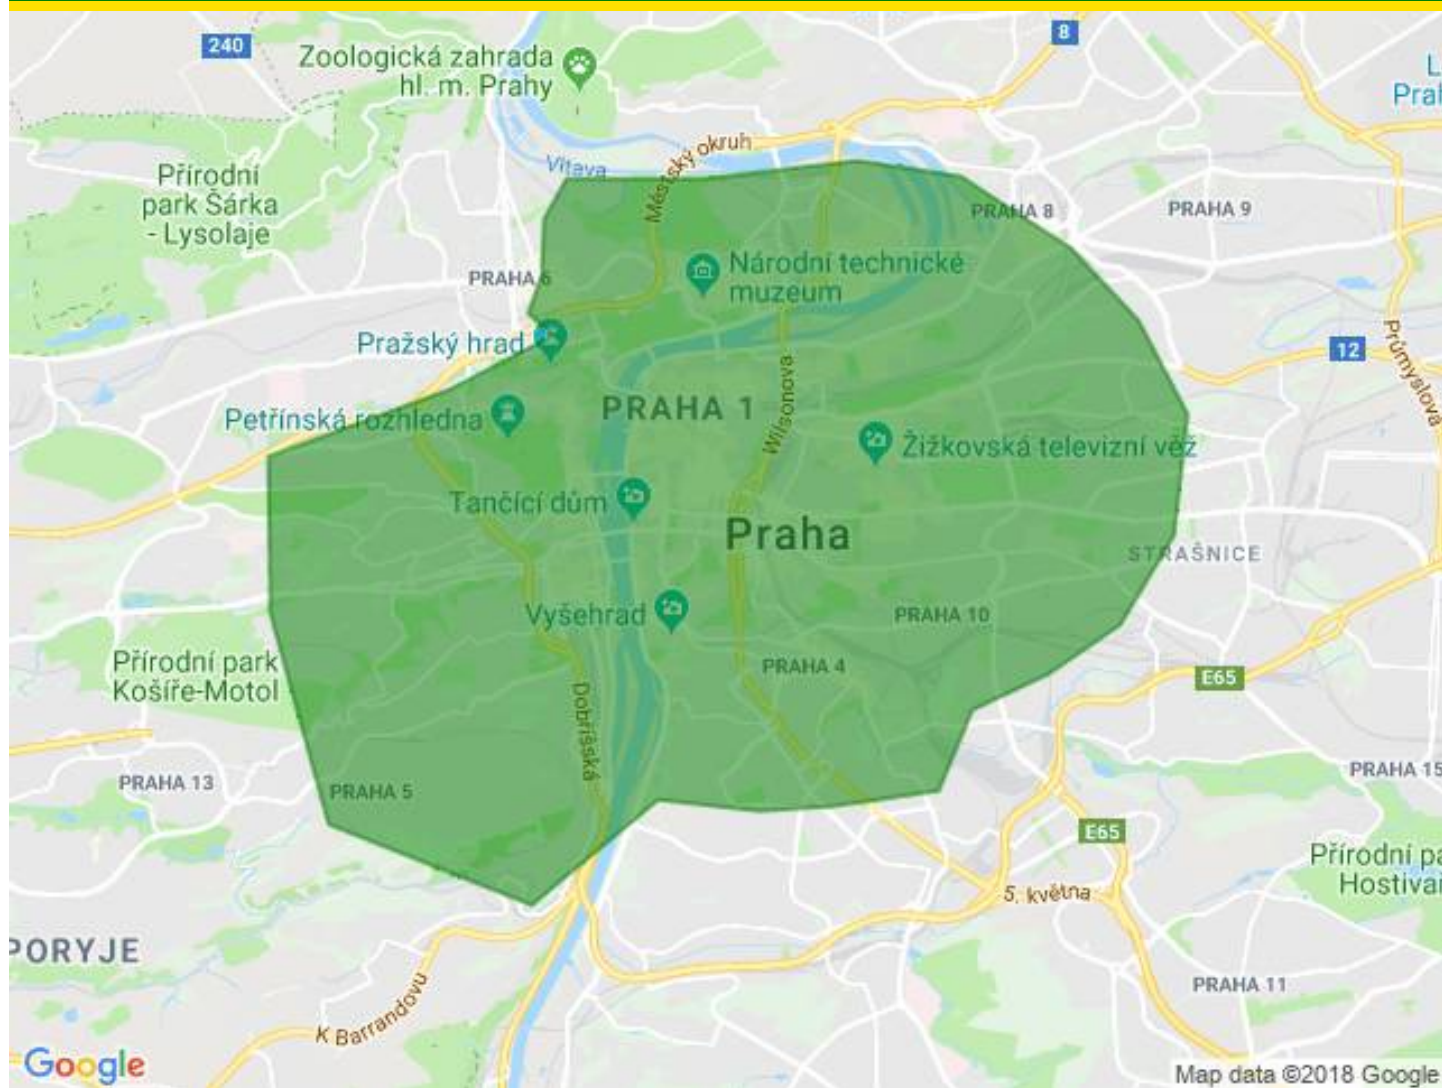 240
8
Zoologická zahrada
hl. m. Prahy
L
Pral
Městský okruh
Vltava
Přírodní
park Šárka
- Lysolaje
PRAHA 8
PRAHA 9
PRAHA 6
Národní technické
muzeum
Pražský hrad
12
Průmyslova
Petřínská rozhledna
PRAHA 1
Wilsonova
Žižkovská televizní věž
Tančící dům
Praha
STRAŠNICE
Vyšehrad
PRAHA 10
Přírodní park
Košíře-Motol
PRAHA 4
E65
Dobříšská
PRAHA 13
PRAHA 5
PRAHA 15
E65
Přírodní pa
Hostivař
5. května
PORYJE
PRAHA 11
K Barrandovu
Google
Map data ©2018 Google